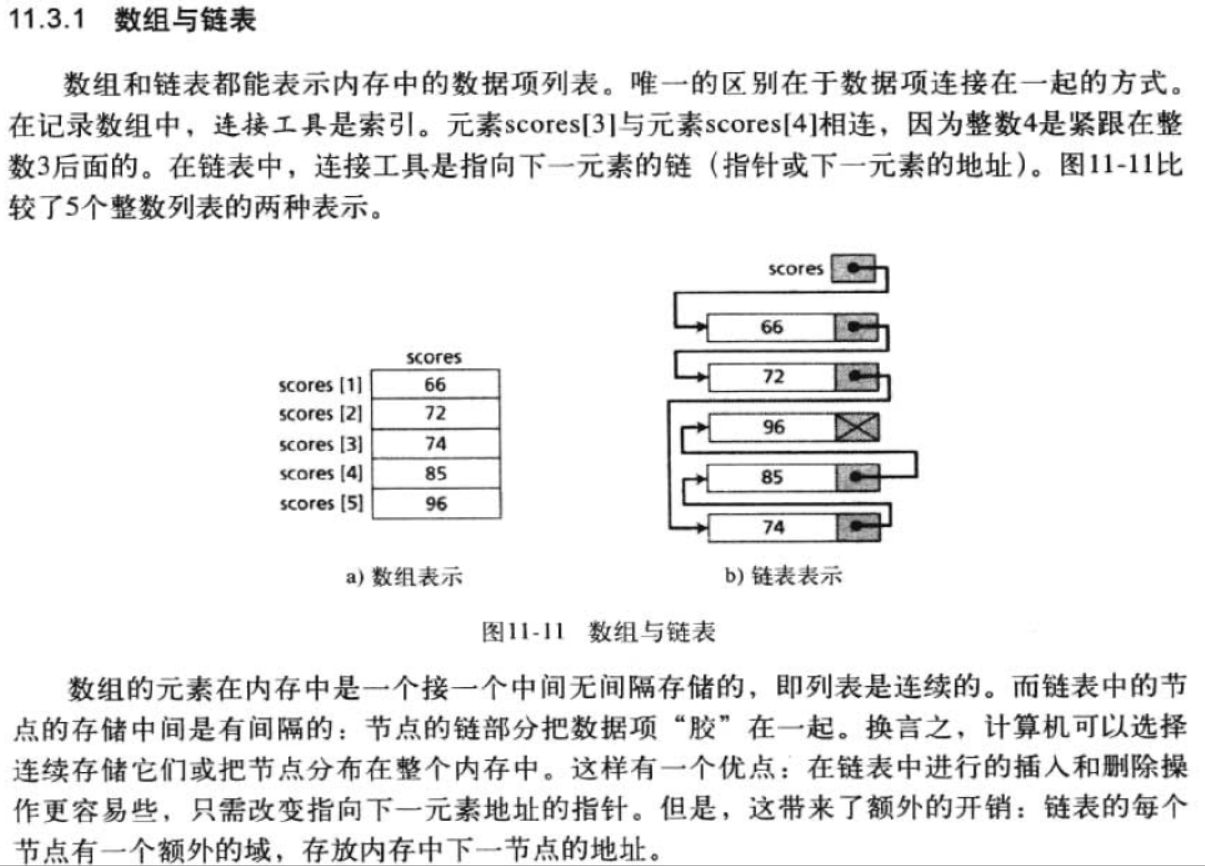 11.3.1 数组与链表
数组和链表都能表示内存中的数据项列表。唯一的区别在于数据项连接在一起的方式。
在记录数组中，连接工具是索引。元素scores[3]与元素scores[4]相连，因为整数4是紧跟在整
数3后面的。在链表中，连接工具是指向下一元素的链（指针或下一元素的地址）。图11-11比
较了5个整数列表的两种表示。
scores
scores [1] 66
scores [2] 72
scores [3] 74
scores [4] 85
scores [5] 96
a) 数组表示
scores
66
72
96
85
74
b) 链表表示
图11-11 数组与链表
数组的元素在内存中是一个接一个中间无间隔存储的，即列表是连续的。而链表中的节
点的存储中间是有间隔的：节点的链部分把数据项“胶”在一起。换言之，计算机可以选择
连续存储它们或把节点分布在整个内存中。这样有一个优点：在链表中进行的插入和删除操
作更容易些，只需改变指向下一元素地址的指针。但是，这带来了额外的开销：链表的每个
节点有一个额外的域，存放内存中下一节点的地址。